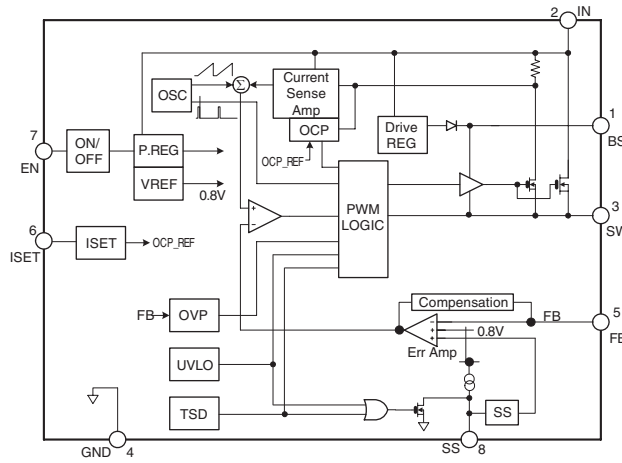 2
IN
OSC
Σ
Current
Sense
Amp
OCP
OCP_REF
Drive
REG
1
BS
7
EN
ON/
OFF
P.REG
VREF
0.8V
PWM
LOGIC
3
SW
6
ISET
ISET
OCP_REF
+
−
FB
OVP
Compensation
5
FB
FB
−
+
+
0.8V
Err Amp
UVLO
TSD
SS
GND
4
SS
8